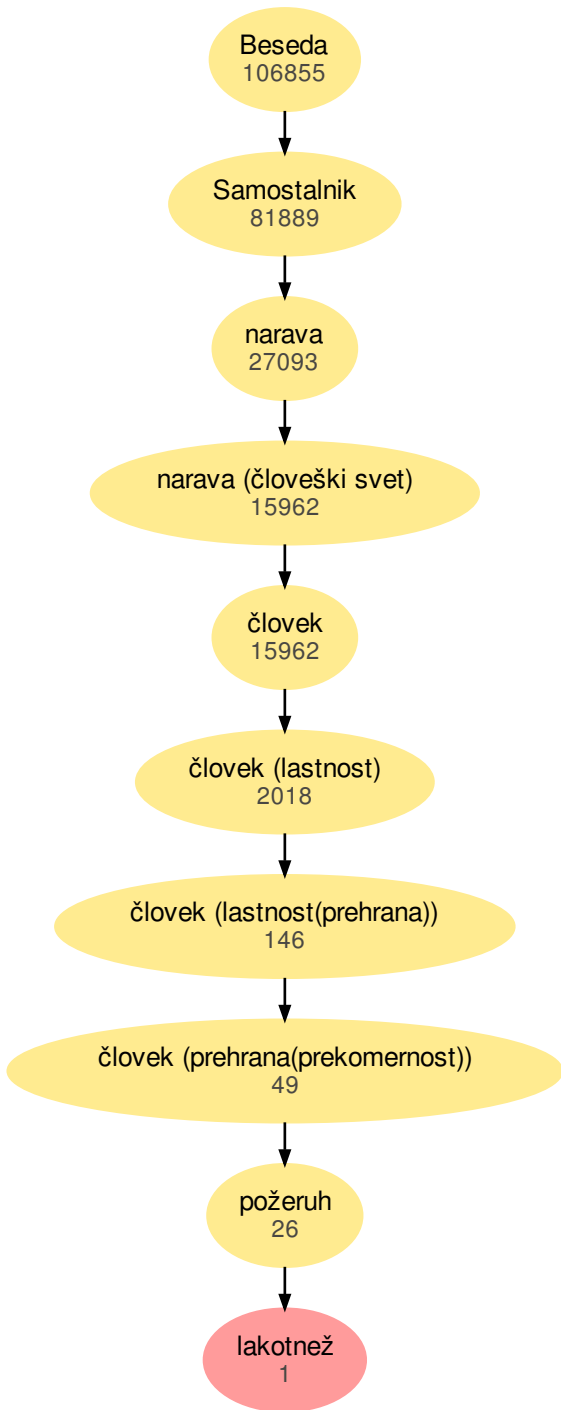 Beseda
106855
Samostalnik
81889
narava
27093
narava (človeški svet)
15962
človek
15962
človek (lastnost)
2018
človek (lastnost(prehrana))
146
človek (prehrana(prekomernost))
49
požeruh
26
lakotnež
1